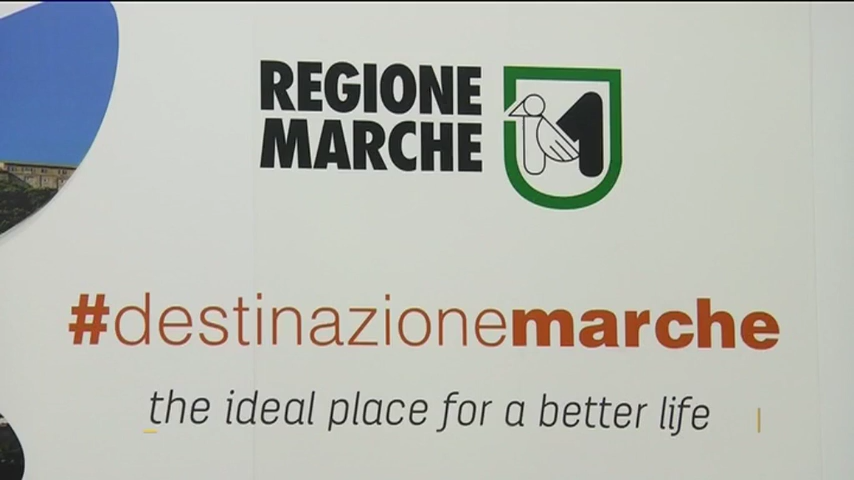 REGIONE
MARCHE
#destinazionemarche
the ideal place for a better life